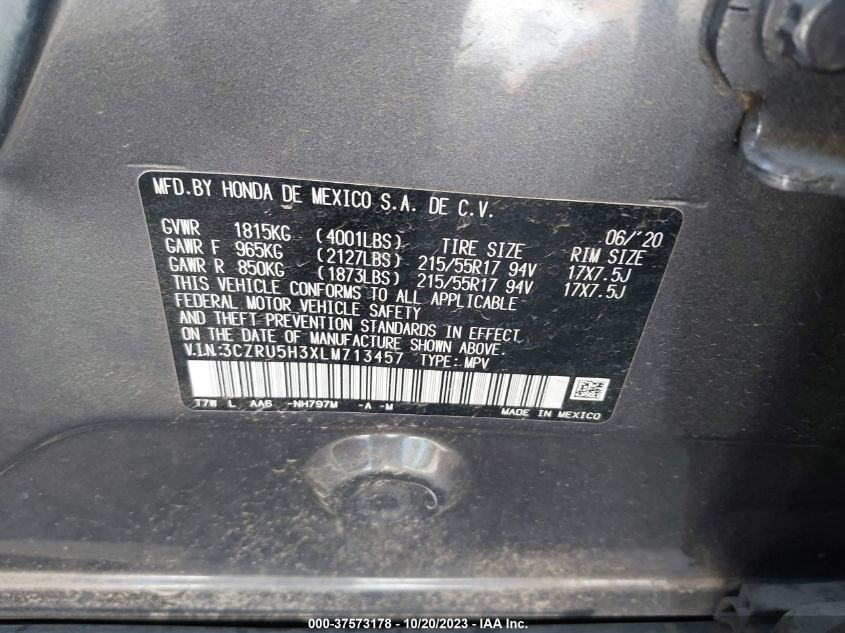 MFD.BY HONDA DE MEXICO S.A. DE C.V.
06/'20
GVWR 1815KG (4001LBS) TIRE SIZE RIM SIZE
GAWR F 965KG (2127LBS) 215/55R17 94V 17X7.5J
GAWR R 850KG (1873LBS) 215/55R17 94V 17X7.5J
THIS VEHICLE CONFORMS TO ALL APPLICABLE
FEDERAL MOTOR VEHICLE SAFETY
AND THEFT PREVENTION STANDARDS IN EFFECT
ON THE DATE OF MANUFACTURE SHOWN ABOVE.
V.I.N:3CZRU5H3XLM713457 TYPE: MPV
T7W L AA6 -NH797M -A -M
MADE IN MEXICO
000-37573178 - 10/20/2023 - IAA Inc.